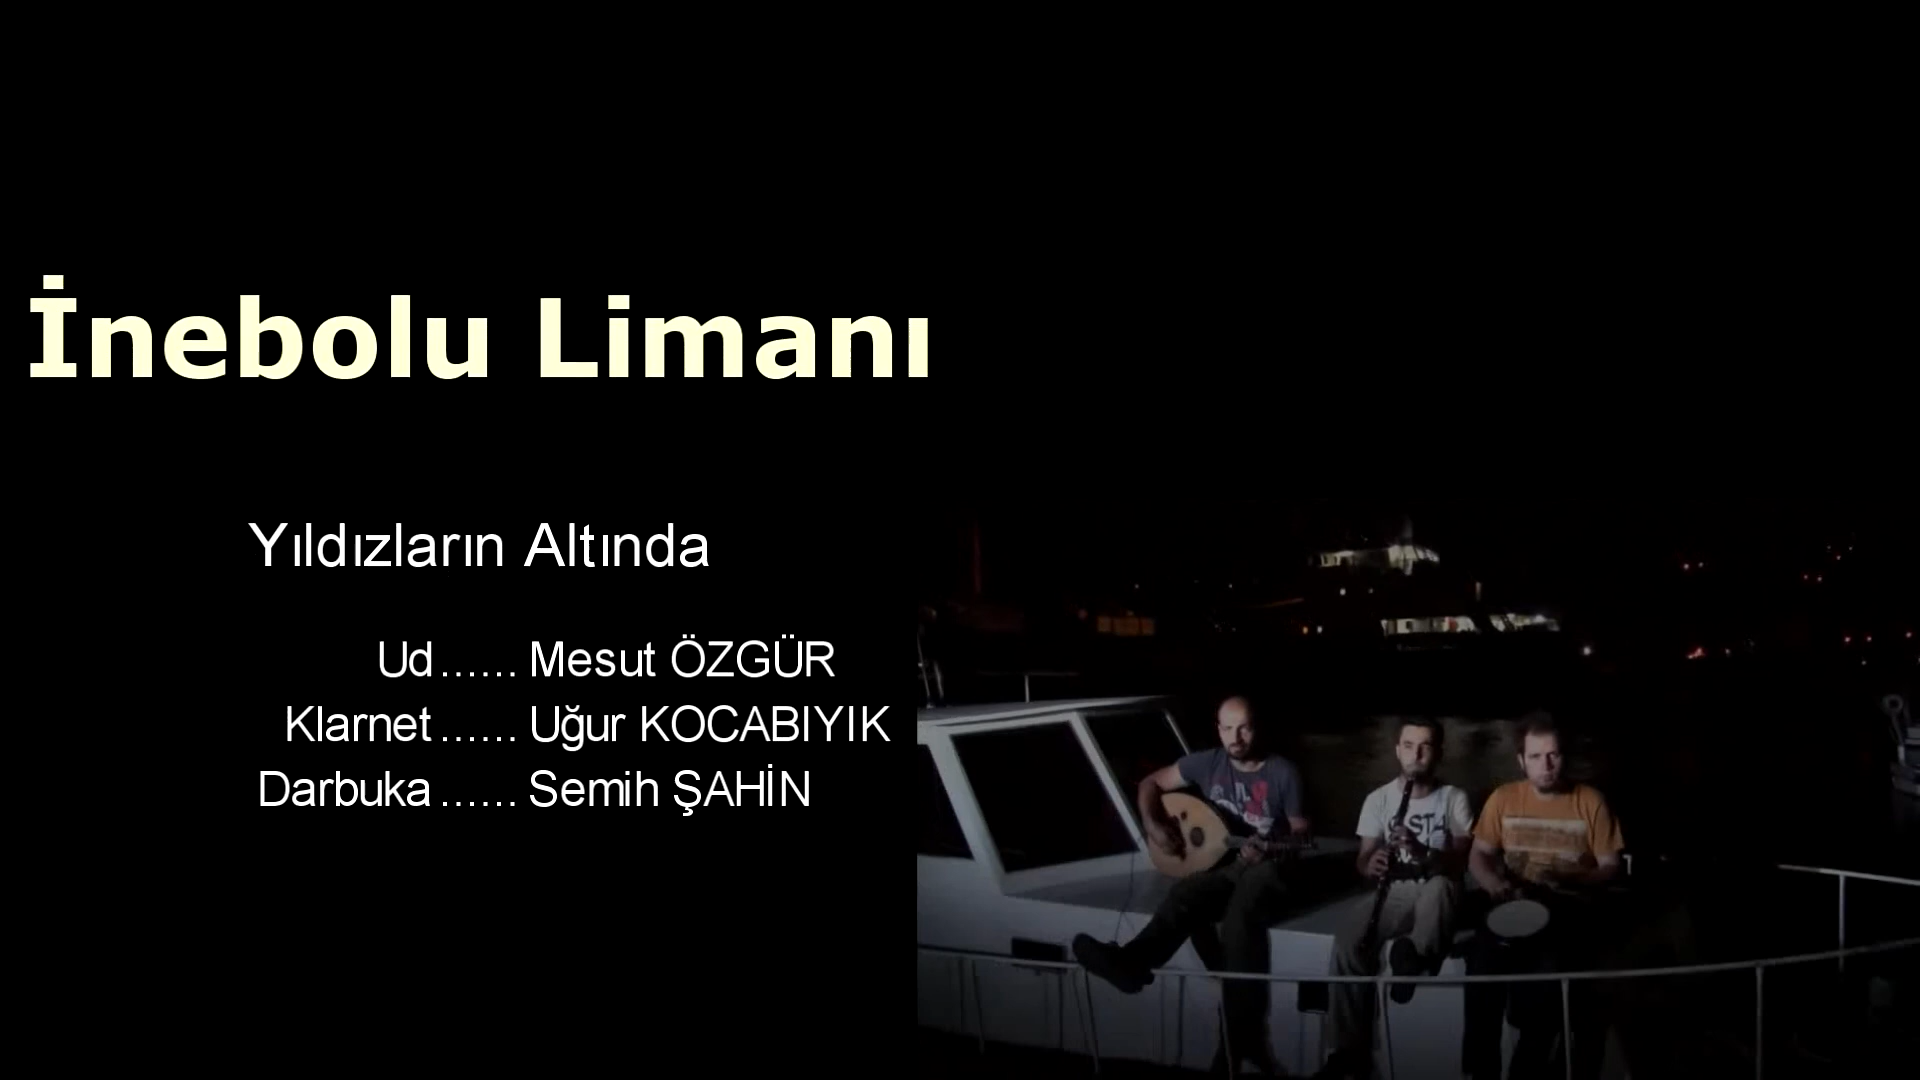 İnebolu Limanı
Yıldızların Altında
Ud...... Mesut ÖZGÜR
Klarnet...... Uğur KOCABIYIK
Darbuka...... Semih ŞAHİN